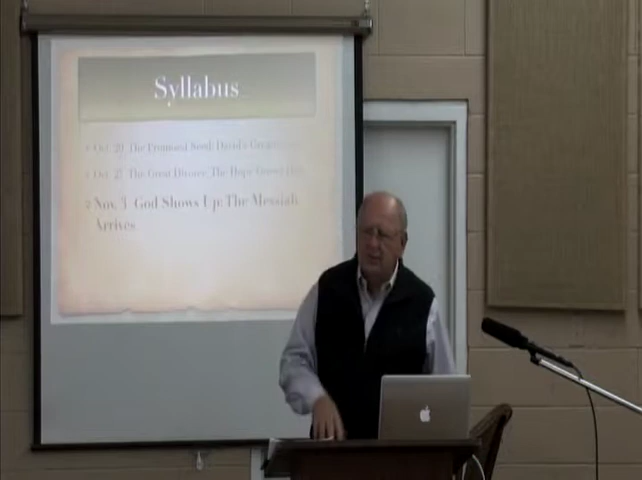 Syllabus
Oct. 20 The Promised Seed: David's Greater
Oct. 27 The Great Divorce, The Hope
Nov. 3 God Shows Up: The Messiah
Arrives